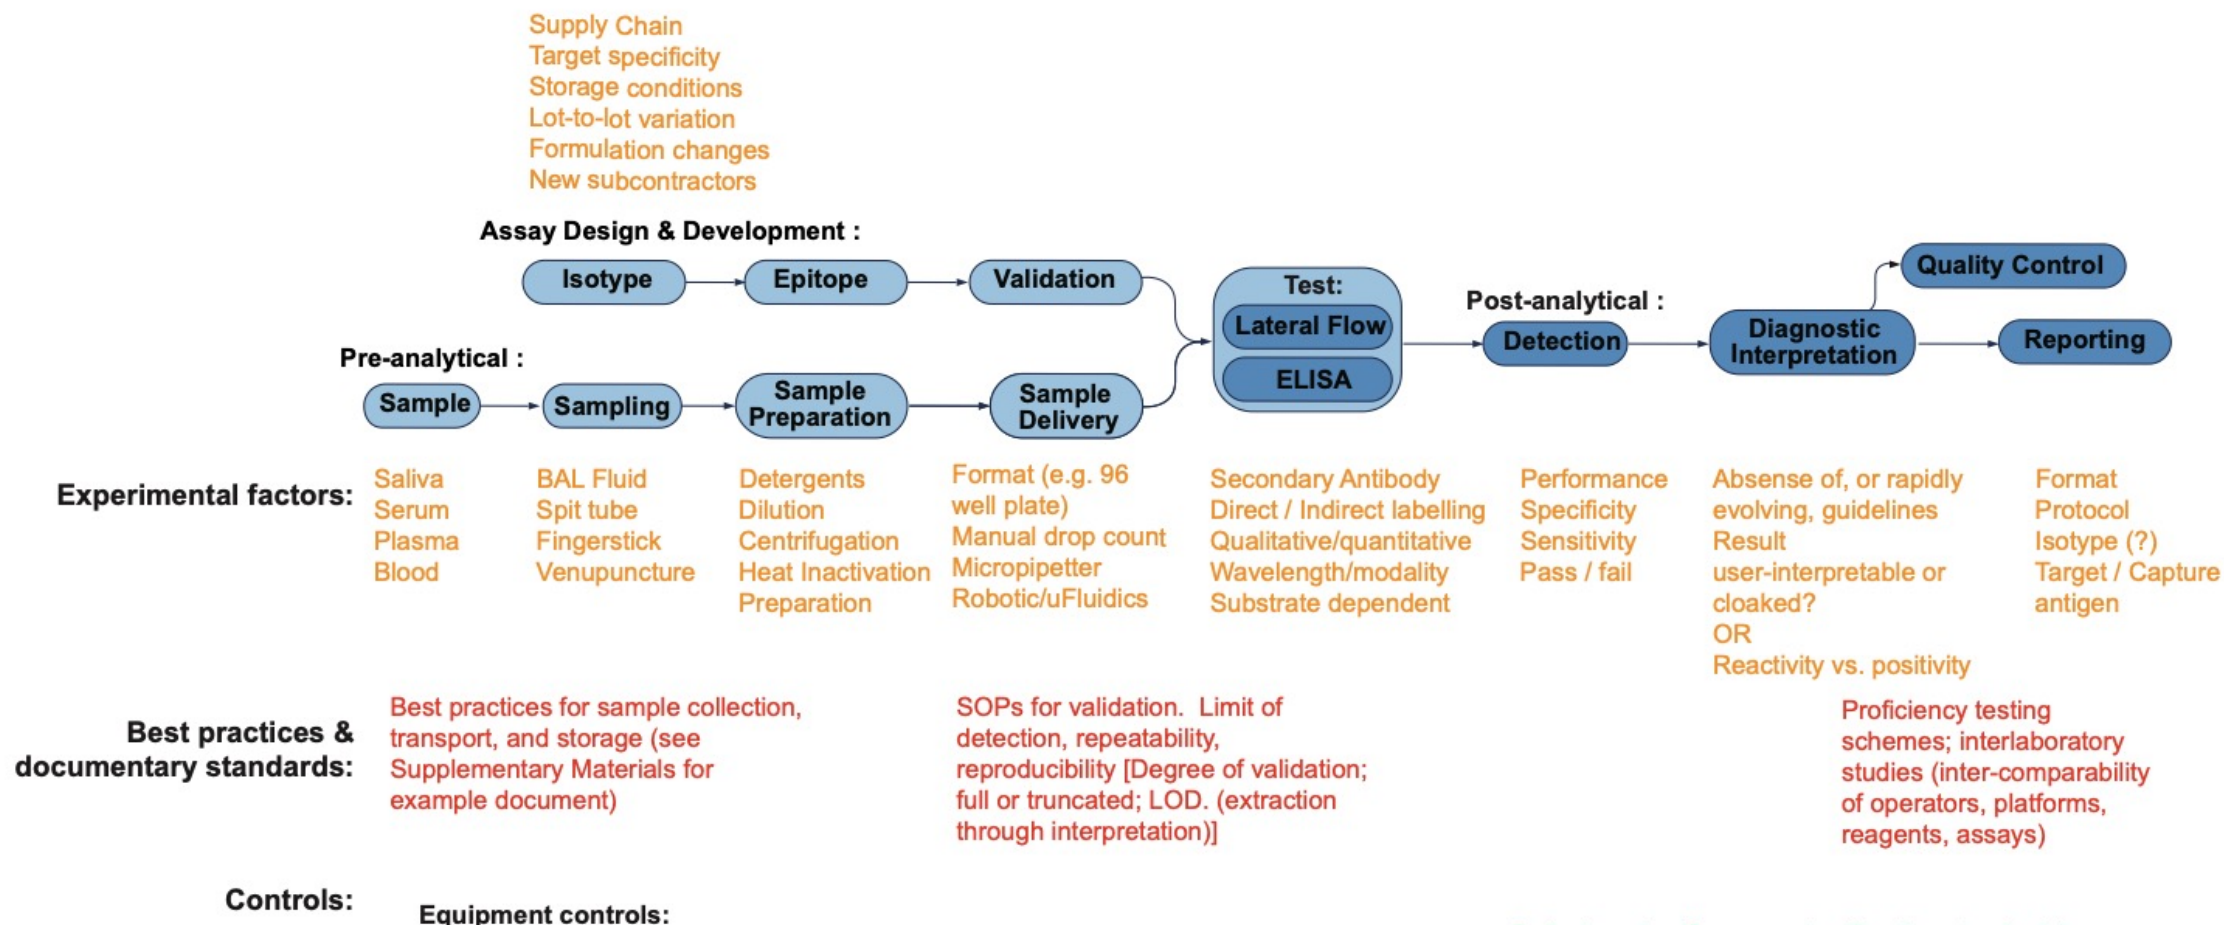 Supply Chain
Target specificity
Storage conditions
Lot-to-lot variation
Formulation changes
New subcontractors
Assay Design & Development :
Isotype
Epitope
Validation
Pre-analytical :
Sample
Sampling
Sample
Preparation
Sample
Delivery
Test:
Lateral Flow
ELISA
Post-analytical :
Detection
Diagnostic
Interpretation
Quality Control
Reporting
Experimental factors:
Saliva
Serum
Plasma
Blood
BAL Fluid
Spit tube
Fingerstick
Venupuncture
Detergents
Dilution
Centrifugation
Heat Inactivation
Preparation
Format (e.g. 96
well plate)
Manual drop count
Micropipetter
Robotic/uFluidics
Secondary Antibody
Direct / Indirect labelling
Qualitative/quantitative
Wavelength/modality
Substrate dependent
Performance
Specificity
Sensitivity
Pass / fail
Absense of, or rapidly
evolving, guidelines
Result
user-interpretable or
cloaked?
OR
Reactivity vs. positivity
Format
Protocol
Isotype (?)
Target / Capture
antigen
Best practices &
documentary standards:
Best practices for sample collection,
transport, and storage (see
Supplementary Materials for
example document)
SOPs for validation. Limit of
detection, repeatability,
reproducibility [Degree of validation;
full or truncated; LOD. (extraction
through interpretation)]
Proficiency testing
schemes; interlaboratory
studies (inter-comparability
of operators, platforms,
reagents, assays)
Controls:
Equipment controls: